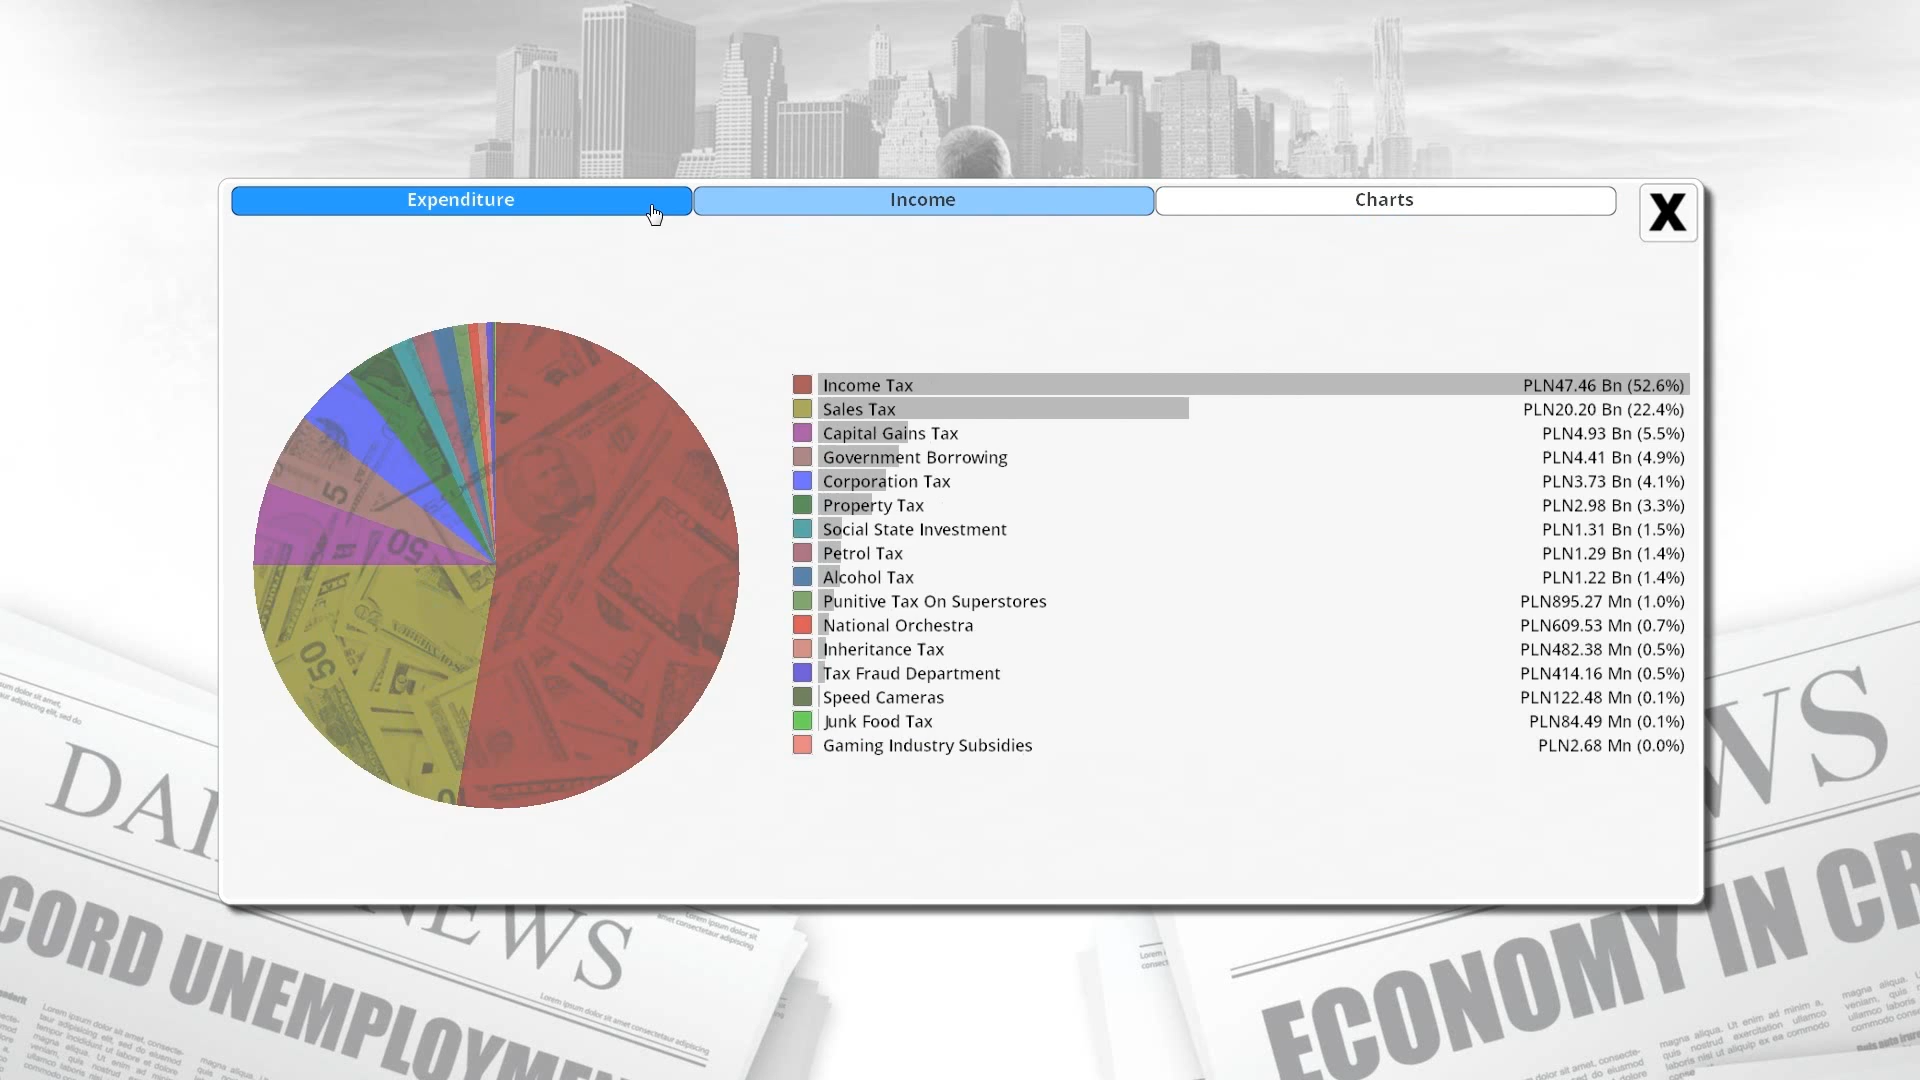 Expenditure
Income
Charts
X
Income Tax PLN47.46 Bn (52.6%)
Sales Tax PLN20.20 Bn (22.4%)
Capital Gains Tax PLN4.93 Bn (5.5%)
Government Borrowing PLN4.41 Bn (4.9%)
Corporation Tax PLN3.73 Bn (4.1%)
Property Tax PLN2.98 Bn (3.3%)
Social State Investment PLN1.31 Bn (1.5%)
Petrol Tax PLN1.29 Bn (1.4%)
Alcohol Tax PLN1.22 Bn (1.4%)
Punitive Tax On Superstores PLN895.27 Mn (1.0%)
National Orchestra PLN609.53 Mn (0.7%)
Inheritance Tax PLN482.38 Mn (0.5%)
Tax Fraud Department PLN414.16 Mn (0.5%)
Speed Cameras PLN122.48 Mn (0.1%)
Junk Food Tax PLN84.49 Mn (0.1%)
Gaming Industry Subsidies PLN2.68 Mn (0.0%)
50
5
50
DAI
NEWS
CORD UNEMPLOYME
WS
ECONOMY IN CR